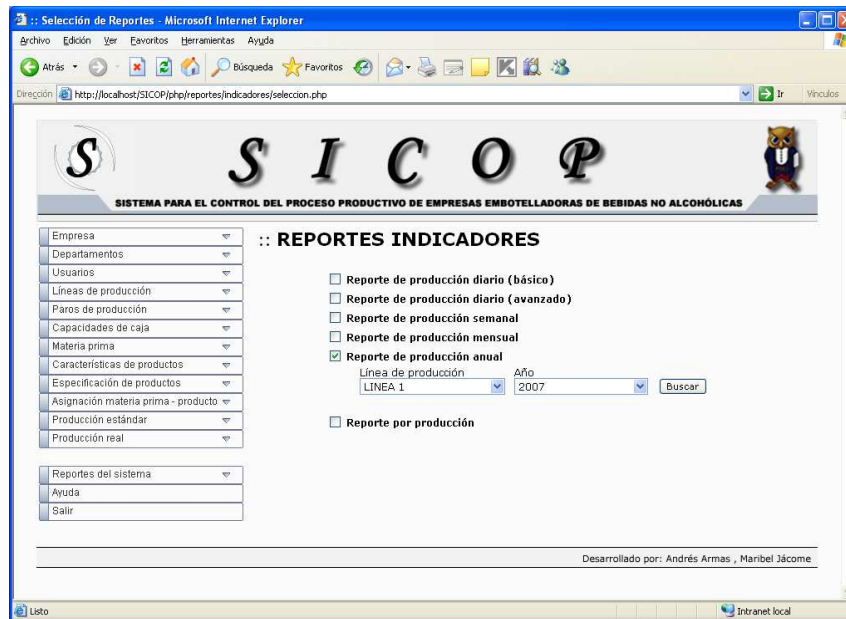 :: Selección de Reportes - Microsoft Internet Explorer
Archivo Edición Ver Favoritos Herramientas Ayuda
Atrás Búsqueda Favoritos
Dirección http://localhost/SICOP/php/reportes/indicadores/seleccion.php Ir Vínculos
S
S I C O P
SISTEMA PARA EL CONTROL DEL PROCESO PRODUCTIVO DE EMPRESAS EMBOTELLADORAS DE BEBIDAS NO ALCOHÓLICAS
Empresa
Departamentos
Usuarios
Líneas de producción
Paros de producción
Capacidades de caja
Materia prima
Características de productos
Especificación de productos
Asignación materia prima - producto
Producción estándar
Producción real
Reportes del sistema
Ayuda
Salir
:: REPORTES INDICADORES
Reporte de producción diario (básico)
Reporte de producción diario (avanzado)
Reporte de producción semanal
Reporte de producción mensual
Reporte de producción anual
Línea de producción Año
LINEA 1 2007 Buscar
Reporte por producción
Desarrollado por: Andrés Armas , Maribel Jácome
Listo Intranet local